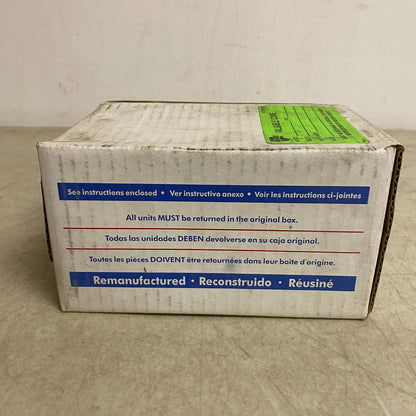 VALUABLE CORE
See instructions enclosed • Ver instructivo anexo • Voir les instructions ci-jointes
All units MUST be returned in the original box.
Todas las unidades DEBEN devolverse en su caja original.
Toutes les pièces DOIVENT être retournées dans leur boîte d'origine.
Remanufactured • Reconstruido • Réusiné